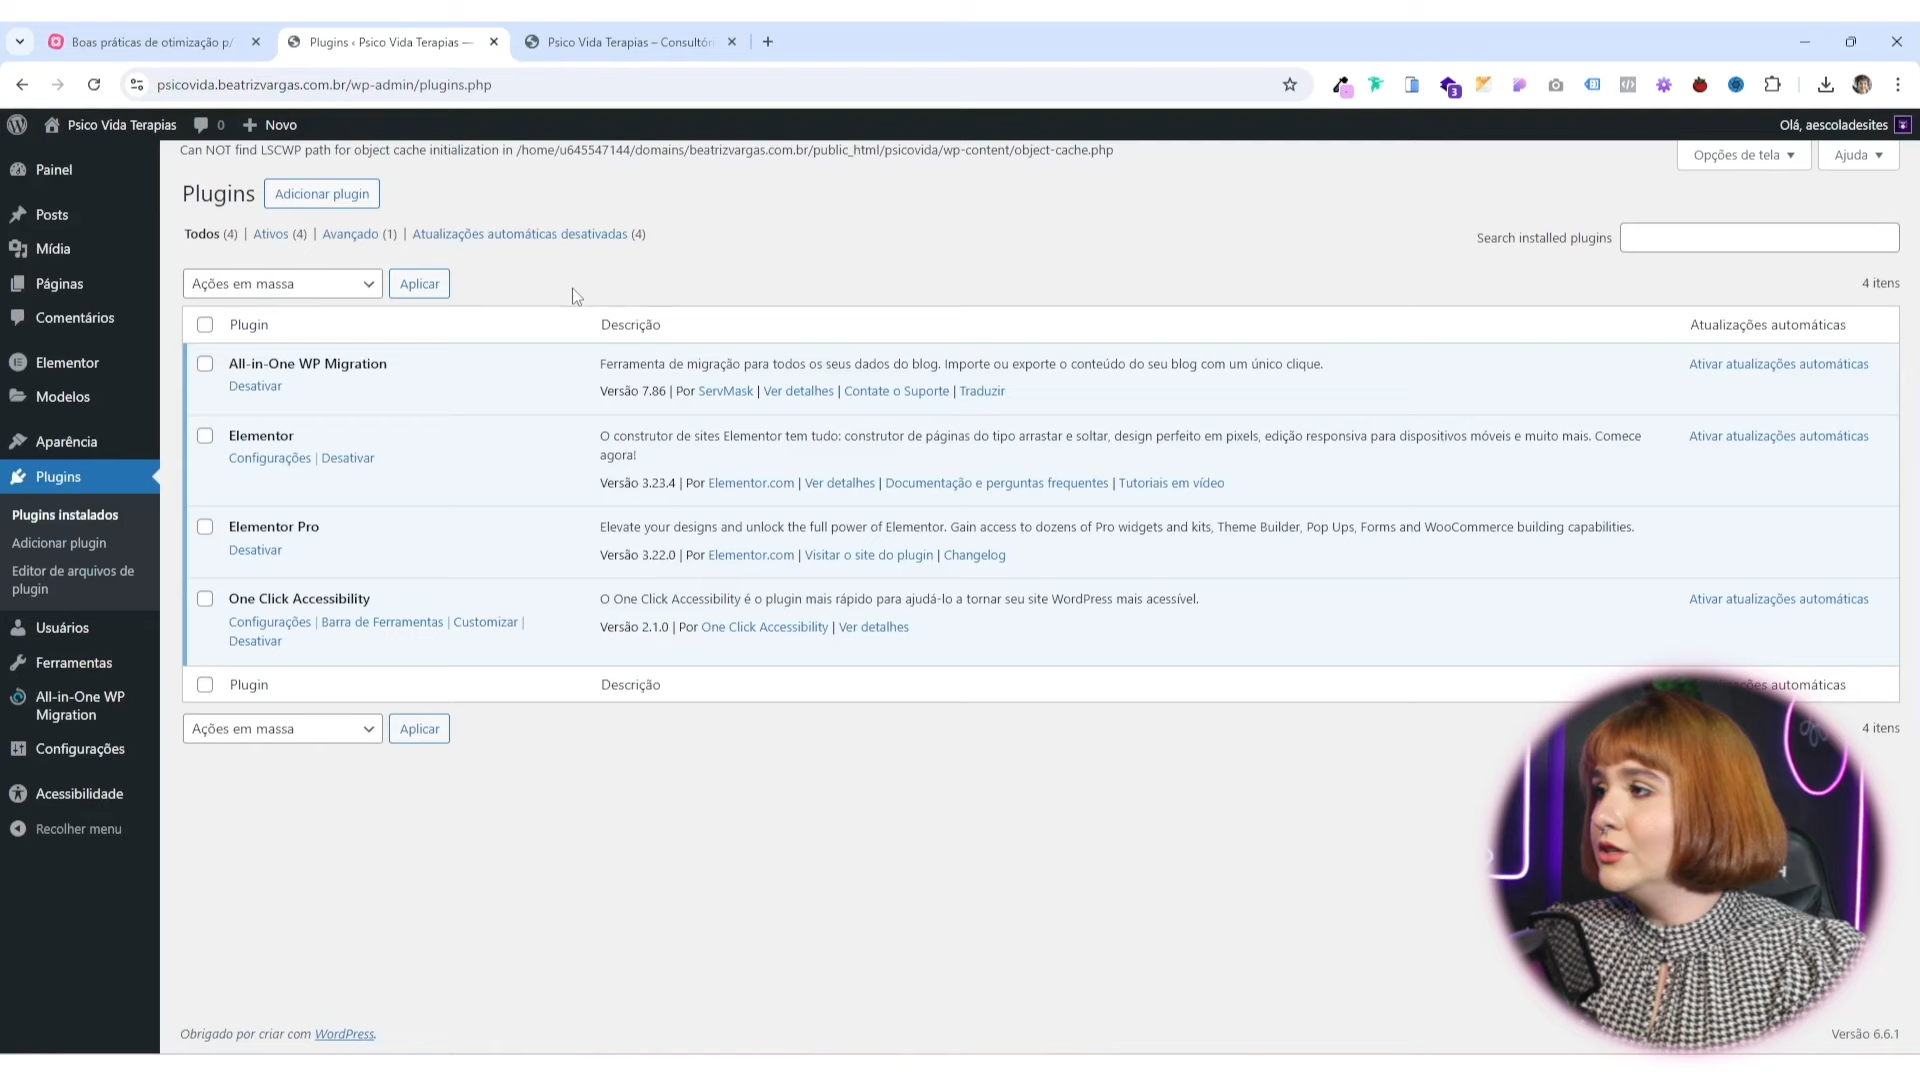 Boas práticas de otimização p/
Plugins ‹ Psico Vida Terapias —
Psico Vida Terapias – Consultóri
psicovida.beatrizvargas.com.br/wp-admin/plugins.php
3
Psico Vida Terapias
0
Novo
Olá, aescoladesites
Can NOT find LSCWP path for object cache initialization in /home/u645547144/domains/beatrizvargas.com.br/public_html/psicovida/wp-content/object-cache.php
Opções de tela
Ajuda
Painel
Posts
Mídia
Páginas
Comentários
Elementor
Modelos
Aparência
Plugins
Plugins instalados
Adicionar plugin
Editor de arquivos de
plugin
Usuários
Ferramentas
All-in-One WP
Migration
Configurações
Acessibilidade
Recolher menu
Plugins
Adicionar plugin
Todos (4) | Ativos (4) | Avançado (1) | Atualizações automáticas desativadas (4)
Search installed plugins
Ações em massa
Aplicar
4 itens
Plugin
Descrição
Atualizações automáticas
All-in-One WP Migration
Desativar
Ferramenta de migração para todos os seus dados do blog. Importe ou exporte o conteúdo do seu blog com um único clique.
Versão 7.86 | Por ServMask | Ver detalhes | Contate o Suporte | Traduzir
Ativar atualizações automáticas
Elementor
Configurações | Desativar
O construtor de sites Elementor tem tudo: construtor de páginas do tipo arrastar e soltar, design perfeito em pixels, edição responsiva para dispositivos móveis e muito mais. Comece
agora!
Versão 3.23.4 | Por Elementor.com | Ver detalhes | Documentação e perguntas frequentes | Tutoriais em vídeo
Ativar atualizações automáticas
Elementor Pro
Desativar
Elevate your designs and unlock the full power of Elementor. Gain access to dozens of Pro widgets and kits, Theme Builder, Pop Ups, Forms and WooCommerce building capabilities.
Versão 3.22.0 | Por Elementor.com | Visitar o site do plugin | Changelog
One Click Accessibility
Configurações | Barra de Ferramentas | Customizar |
Desativar
O One Click Accessibility é o plugin mais rápido para ajudá-lo a tornar seu site WordPress mais acessível.
Versão 2.1.0 | Por One Click Accessibility | Ver detalhes
Ativar atualizações automáticas
Plugin
Descrição
automáticas
Ações em massa
Aplicar
4 itens
Obrigado por criar com WordPress.
Versão 6.6.1